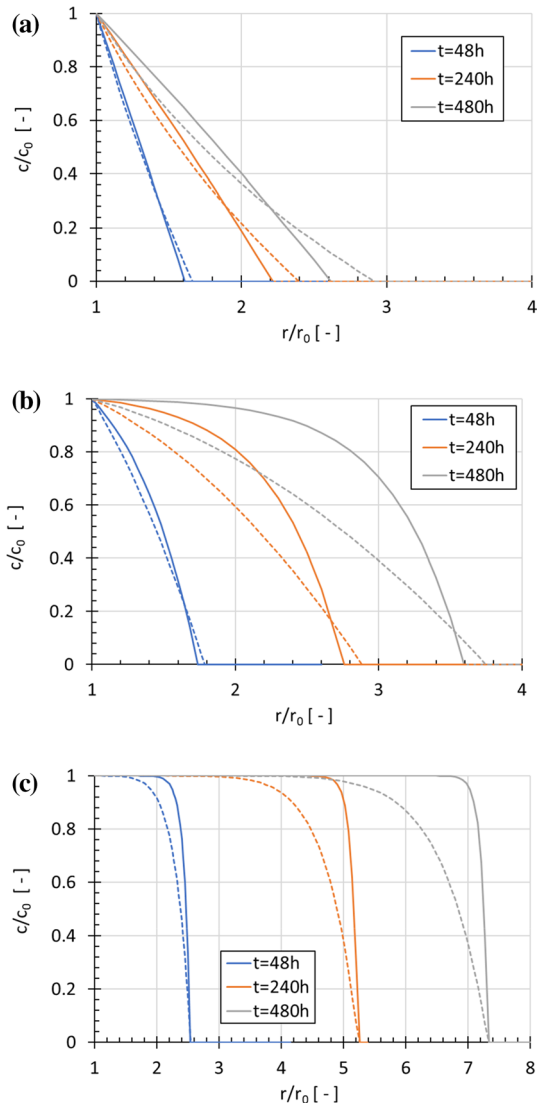 (a)
1
0.8
0.6
0.4
0.2
0
c/c₀ [ - ]
t=48h
t=240h
t=480h
1 2 3 4
r/r₀ [ - ]
(b)
1
0.8
0.6
0.4
0.2
0
c/c₀ [ - ]
t=48h
t=240h
t=480h
1 2 3 4
r/r₀ [ - ]
(c)
1
0.8
0.6
0.4
0.2
0
c/c₀ [ - ]
t=48h
t=240h
t=480h
1 2 3 4 5 6 7 8
r/r₀ [ - ]